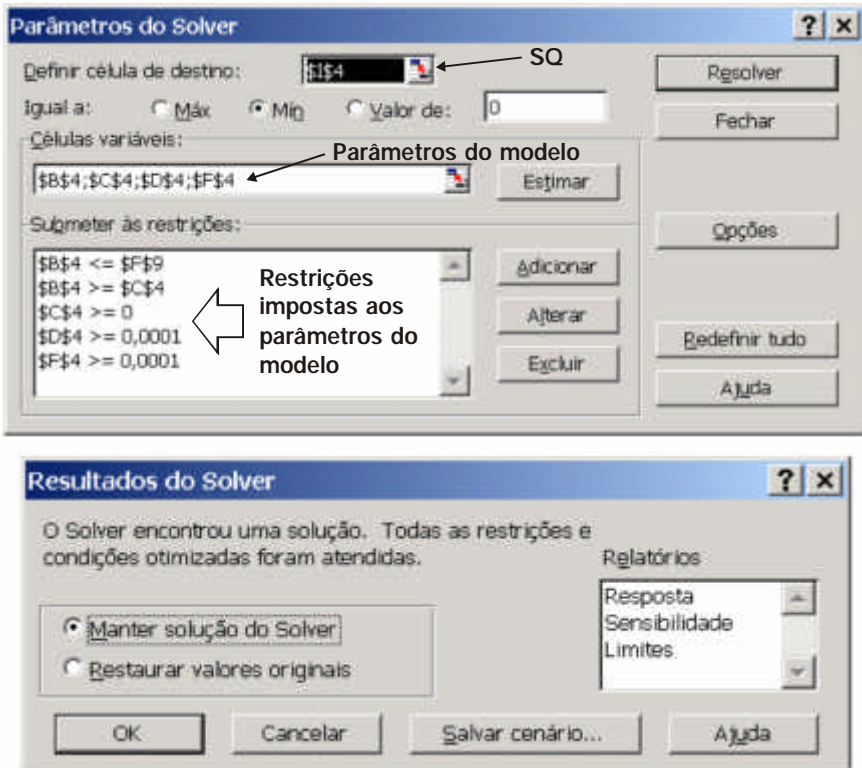 Parâmetros do Solver
Definir célula de destino: $I$4 SQ Resolver
Igual a: Máx Mín Valor de: 0 Fechar
Células variáveis:
Parâmetros do modelo
$B$4;$C$4;$D$4;$F$4 Estimar
Submeter às restrições: Opções
$B$4 <= $F$9 Adicionar
$B$4 >= $C$4
$C$4 >= 0
$D$4 >= 0,0001
$F$4 >= 0,0001
Restrições
impostas aos
parâmetros do
modelo
Alterar
Excluir
Redefinir tudo
Ajuda
Resultados do Solver
O Solver encontrou uma solução. Todas as restrições e
condições otimizadas foram atendidas.
Relatórios
Resposta
Sensibilidade
Limites
Manter solução do Solver
Restaurar valores originais
OK Cancelar Salvar cenário... Ajuda